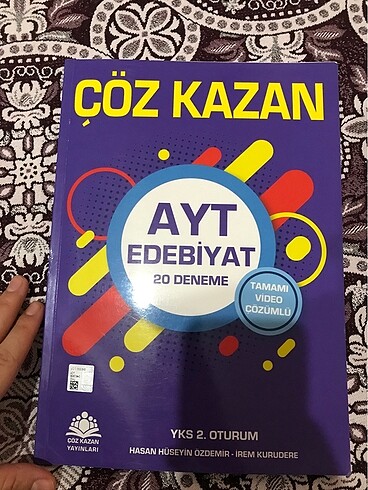 ÇÖZ KAZAN
AYT
EDEBİYAT
20 DENEME
TAMAMI
VİDEO
ÇÖZÜMLÜ
ÇÖZ KAZAN
YAYINLARI
YKS 2. OTURUM
HASAN HÜSEYİN ÖZDEMİR - İREM KURUDERE